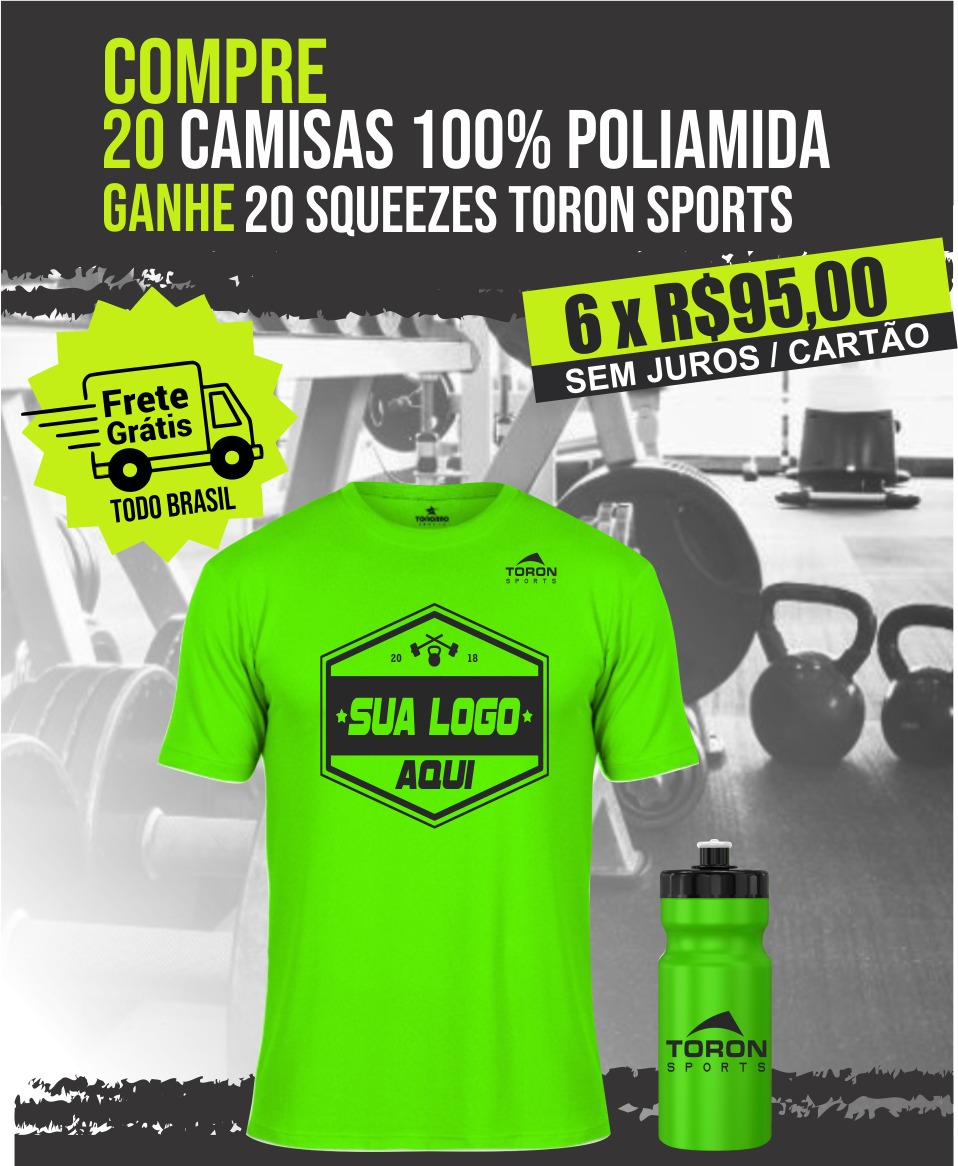 COMPRE
20 CAMISAS 100% POLIAMIDA
GANHE 20 SQUEEZES TORON SPORTS
6 x R$95,00
SEM JUROS / CARTÃO
Frete
Grátis
TODO BRASIL
SPORTS
TORON
SPORTS
20 18
SUA LOGO
AQUI
TORON
SPORTS